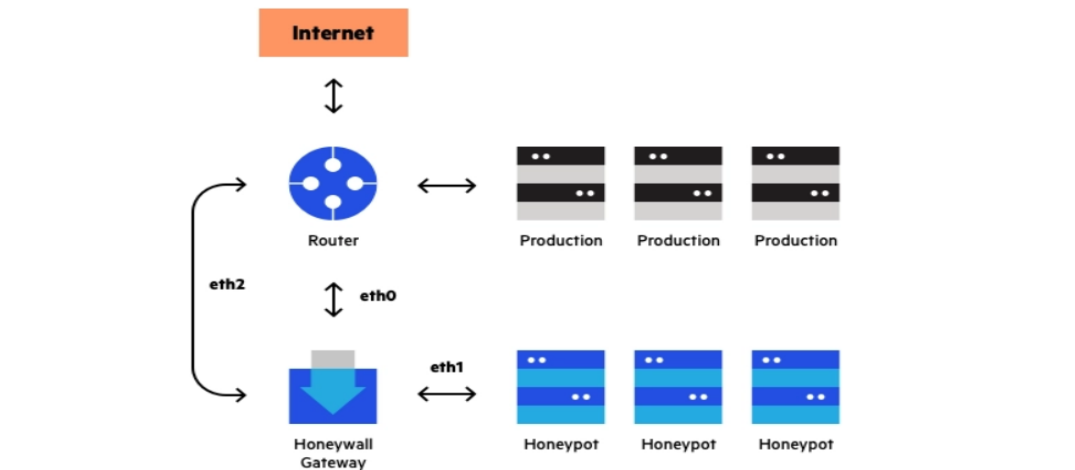 Internet
Router
Production
Production
Production
eth2
eth0
eth1
Honeywall
Gateway
Honeypot
Honeypot
Honeypot